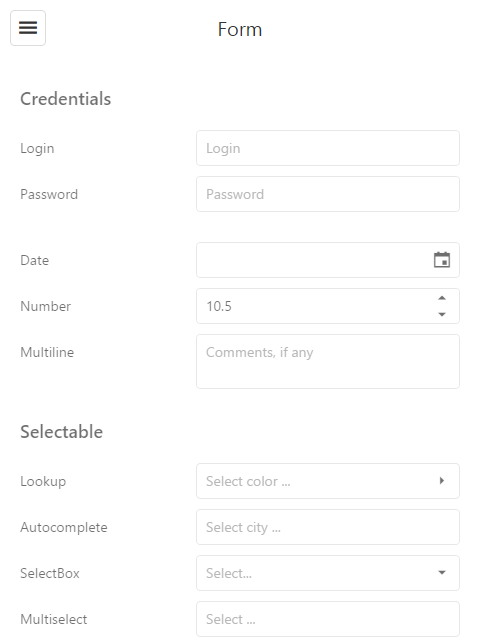 Form
Credentials
Login Login
Password Password
Date
Number 10.5
Multiline Comments, if any
Selectable
Lookup Select color ...
Autocomplete Select city ...
SelectBox Select...
Multiselect Select ...